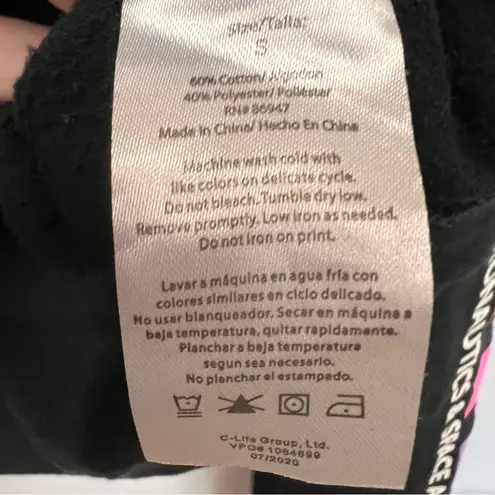 Size/Talla:
S
60% Cotton/ Algodon
40% Polyester/ Poliéster
RN# 86947
Made in China/ Hecho En China
Machine wash cold with
like colors on delicate cycle.
Do not bleach. Tumble dry low.
Remove promptly. Low iron as needed.
Do not iron on print.
Lavar a máquina en agua fría con
colores similares en ciclo delicado.
No usar blanqueador. Secar en máquina a
baja temperatura, quitar rapidamente.
Planchar a baja temperatura
segun sea necesario.
No planchar el estampado.
C-Life Group, Ltd.
VPO# 1084699
07/2020
ONAUTICS & SPACE A